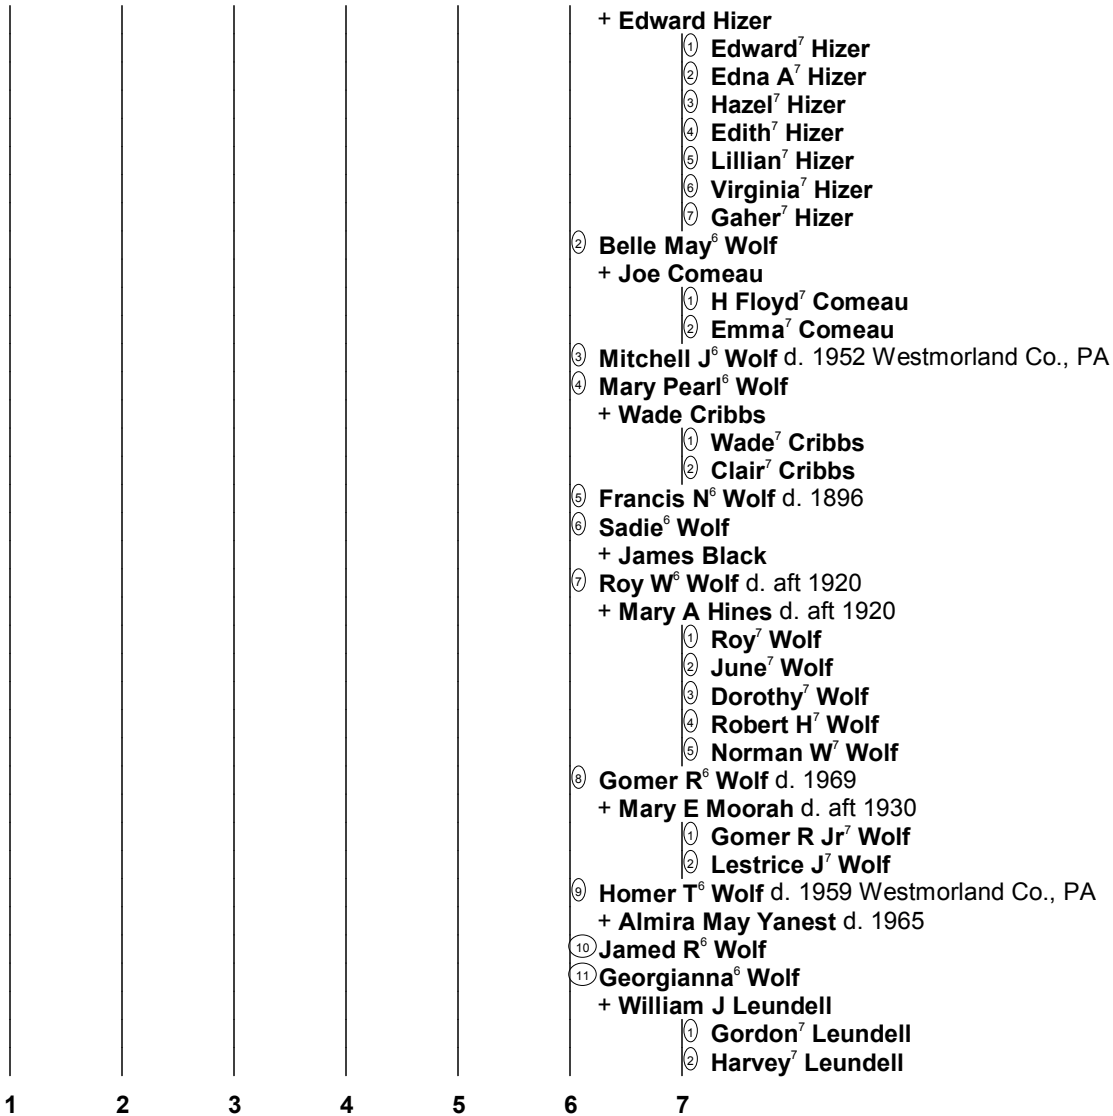 + Edward Hizer
1 Edward⁷ Hizer
2 Edna A⁷ Hizer
3 Hazel⁷ Hizer
4 Edith⁷ Hizer
5 Lillian⁷ Hizer
6 Virginia⁷ Hizer
7 Gaher⁷ Hizer
2 Belle May⁶ Wolf
+ Joe Comeau
1 H Floyd⁷ Comeau
2 Emma⁷ Comeau
3 Mitchell J⁶ Wolf d. 1952 Westmorland Co., PA
4 Mary Pearl⁶ Wolf
+ Wade Cribbs
1 Wade⁷ Cribbs
2 Clair⁷ Cribbs
5 Francis N⁶ Wolf d. 1896
6 Sadie⁶ Wolf
+ James Black
7 Roy W⁶ Wolf d. aft 1920
+ Mary A Hines d. aft 1920
1 Roy⁷ Wolf
2 June⁷ Wolf
3 Dorothy⁷ Wolf
4 Robert H⁷ Wolf
5 Norman W⁷ Wolf
8 Gomer R⁶ Wolf d. 1969
+ Mary E Moorah d. aft 1930
1 Gomer R Jr⁷ Wolf
2 Lestrice J⁷ Wolf
9 Homer T⁶ Wolf d. 1959 Westmorland Co., PA
+ Almira May Yanest d. 1965
10 Jamed R⁶ Wolf
11 Georgianna⁶ Wolf
+ William J Leundell
1 Gordon⁷ Leundell
2 Harvey⁷ Leundell
1 2 3 4 5 6 7